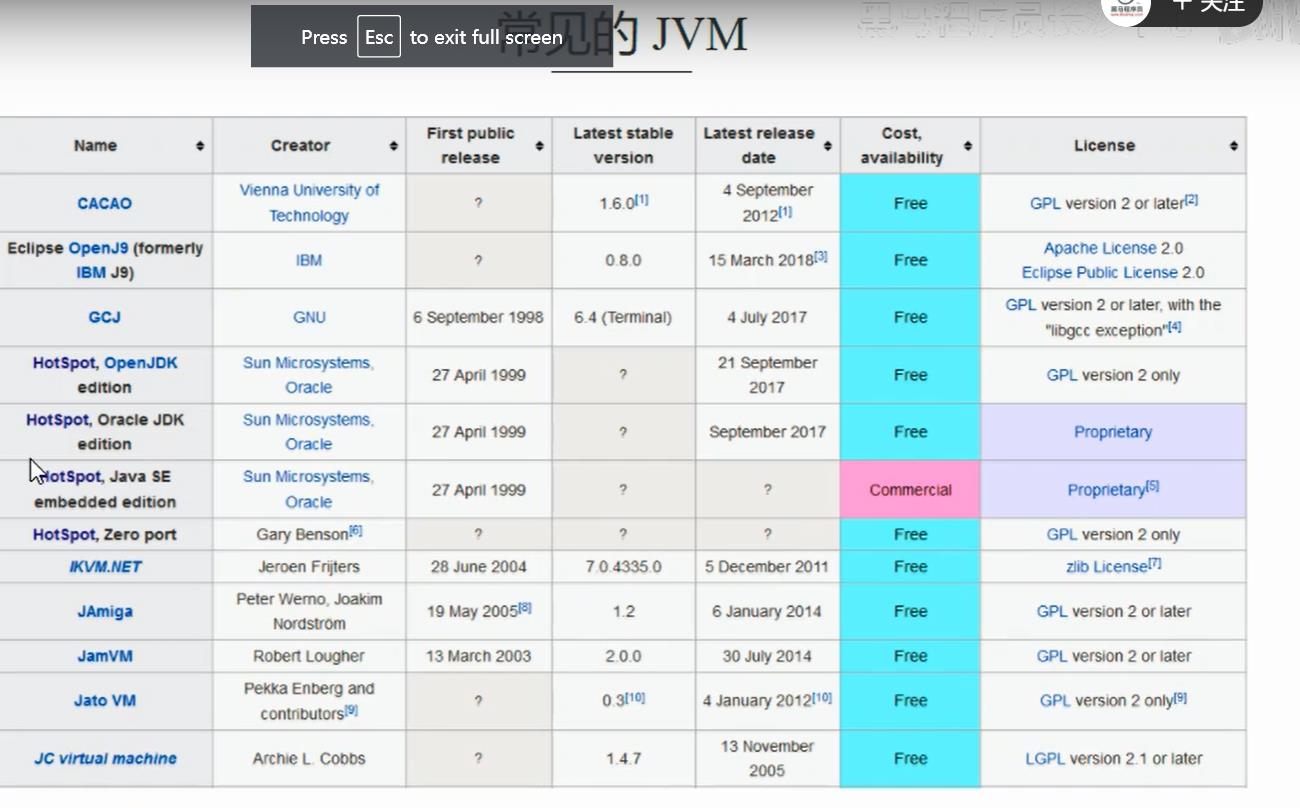 常见的 JVM
Press Esc to exit full screen
黑马程序员
+ 关注
Name Creator First public release Latest stable version Latest release date Cost, availability License
CACAO Vienna University of Technology ? 1.6.0[1] 4 September 2012[1] Free GPL version 2 or later[2]
Eclipse OpenJ9 (formerly IBM J9) IBM ? 0.8.0 15 March 2018[3] Free Apache License 2.0 Eclipse Public License 2.0
GCJ GNU 6 September 1998 6.4 (Terminal) 4 July 2017 Free GPL version 2 or later, with the "libgcc exception"[4]
HotSpot, OpenJDK edition Sun Microsystems, Oracle 27 April 1999 ? 21 September 2017 Free GPL version 2 only
HotSpot, Oracle JDK edition Sun Microsystems, Oracle 27 April 1999 ? September 2017 Free Proprietary
HotSpot, Java SE embedded edition Sun Microsystems, Oracle 27 April 1999 ? ? Commercial Proprietary[5]
HotSpot, Zero port Gary Benson[6] ? ? ? Free GPL version 2 only
IKVM.NET Jeroen Frijters 28 June 2004 7.0.4335.0 5 December 2011 Free zlib License[7]
JAmiga Peter Werno, Joakim Nordström 19 May 2005[8] 1.2 6 January 2014 Free GPL version 2 or later
JamVM Robert Lougher 13 March 2003 2.0.0 30 July 2014 Free GPL version 2 or later
Jato VM Pekka Enberg and contributors[9] ? 0.3[10] 4 January 2012[10] Free GPL version 2 only[9]
JC virtual machine Archie L. Cobbs ? 1.4.7 13 November 2005 Free LGPL version 2.1 or later